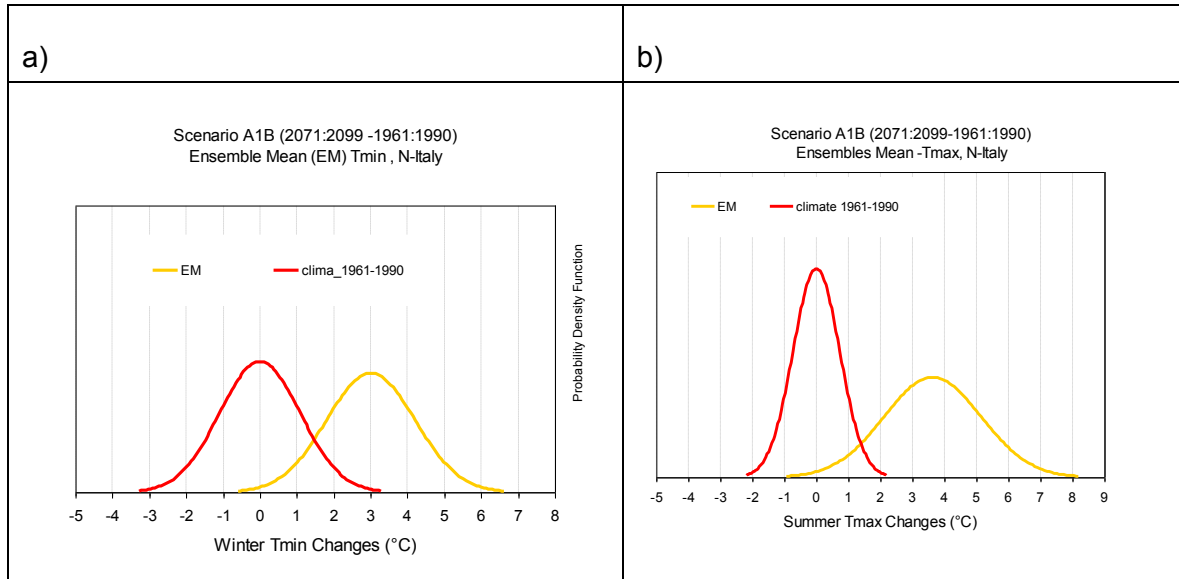 a)
Scenario A1B (2071:2099 -1961:1990)
Ensemble Mean (EM) Tmin , N-Italy
EM
clima_1961-1990
-5 -4 -3 -2 -1 0 1 2 3 4 5 6 7 8
Winter Tmin Changes (°C)
b)
Scenario A1B (2071:2099-1961:1990)
Ensembles Mean -Tmax, N-Italy
Probability Density Function
EM
climate 1961-1990
-5 -4 -3 -2 -1 0 1 2 3 4 5 6 7 8 9
Summer Tmax Changes (°C)